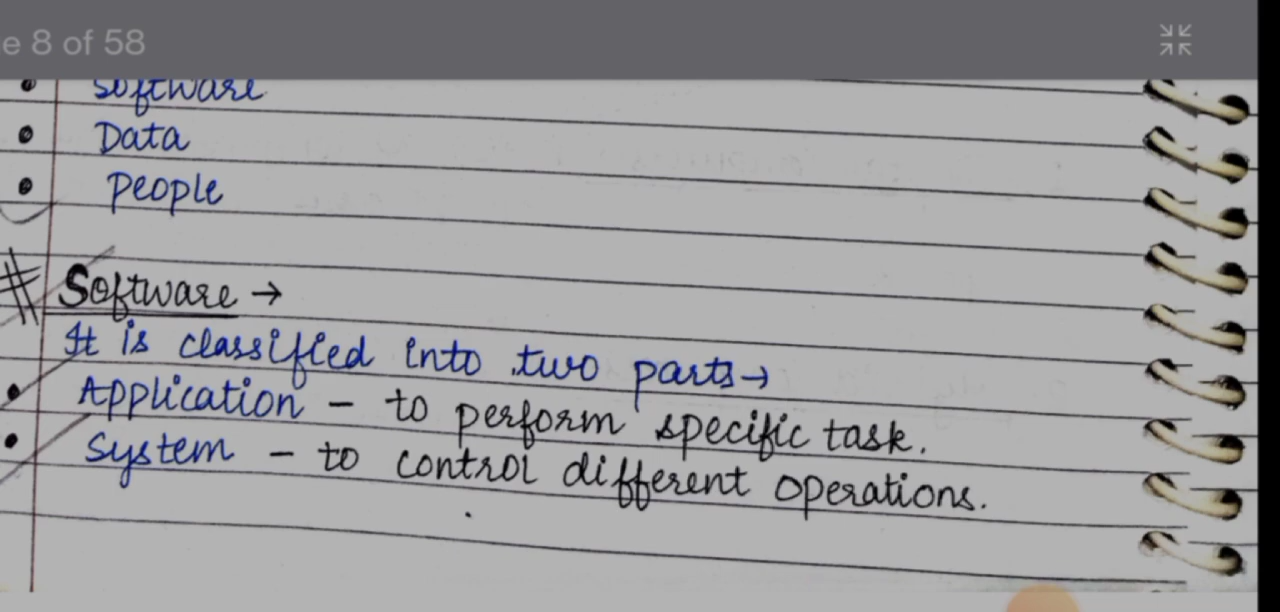 e 8 of 58
• Software
• Data
• People
# Software →
It is classified into two parts →
• Application - to perform specific task.
• System - to control different operations.